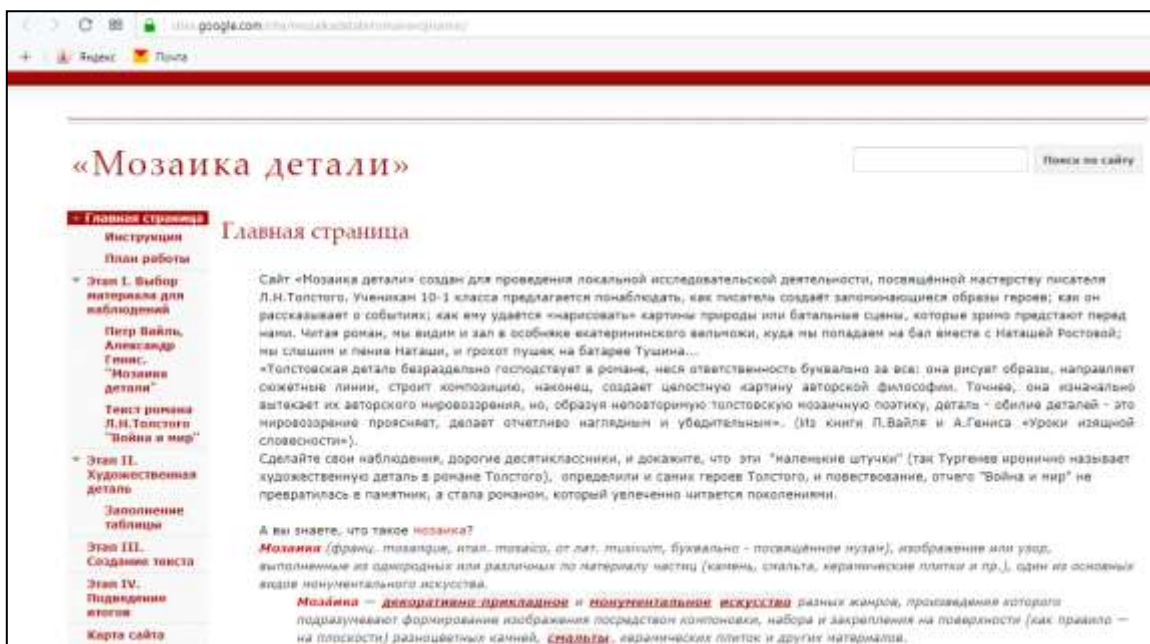 google.com
Яндекс Почта
«Мозаика детали»
Поиск по сайту
Главная страница
Инструкция
План работы
Этап I. Выбор
материала для
наблюдений
Петр Вайль,
Александр
Генис.
"Мозаика
детали"
Текст романа
Л.Н.Толстого
"Война и мир"
Этап II.
Художественная
деталь
Заполнение
таблицы
Этап III.
Создание текста
Этап IV.
Подведение
итогов
Карта сайта
Главная страница
Сайт «Мозаика детали» создан для проведения локальной исследовательской деятельности, посвящённой мастерству писателя
Л.Н.Толстого. Ученикам 10-1 класса предлагается понаблюдать, как писатель создаёт запоминающиеся образы героев; как он
рассказывает о событиях; как ему удаётся «нарисовать» картины природы или батальные сцены, которые зримо предстают перед
нами. Читая роман, мы видим и зал в особняке екатерининского вельможи, куда мы попадаем на бал вместе с Наташей Ростовой;
мы слышим и пение Наташи, и грохот пушек на батарее Тушина...
«Толстовская деталь безраздельно господствует в романе, неся ответственность буквально за все: она рисует образы, направляет
сюжетные линии, строит композицию, наконец, создает целостную картину авторской философии. Точнее, она изначально
вытекает их авторского мировоззрения, но, образуя неповторимую толстовскую мозаичную поэтику, деталь - обилие деталей - это
мировоззрение проясняет, делает отчетливо наглядным и убедительным». (Из книги П.Вайля и А.Гениса «Уроки изящной
словесности»).
Сделайте свои наблюдения, дорогие десятиклассники, и докажите, что эти "маленькие штучки" (так Тургенев иронично называет
художественную деталь в романе Толстого), определили и самих героев Толстого, и повествование, отчего "Война и мир" не
превратилась в памятник, а стала романом, который увлеченно читается поколениями.
А вы знаете, что такое мозаика?
Мозаика (франц. mosaique, итал. mosaico, от лат. musivum, буквально - посвящённое музам), изображение или узор,
выполненные из однородных или различных по материалу частиц (камень, смальта, керамические плитки и пр.), один из основных
видов монументального искусства.
Моза́ика — декоративно-прикладное и монументальное искусство разных жанров, произведения которого
подразумевают формирование изображения посредством компоновки, набора и закрепления на поверхности (как правило —
на плоскости) разноцветных камней, смальты, керамических плиток и других материалов.